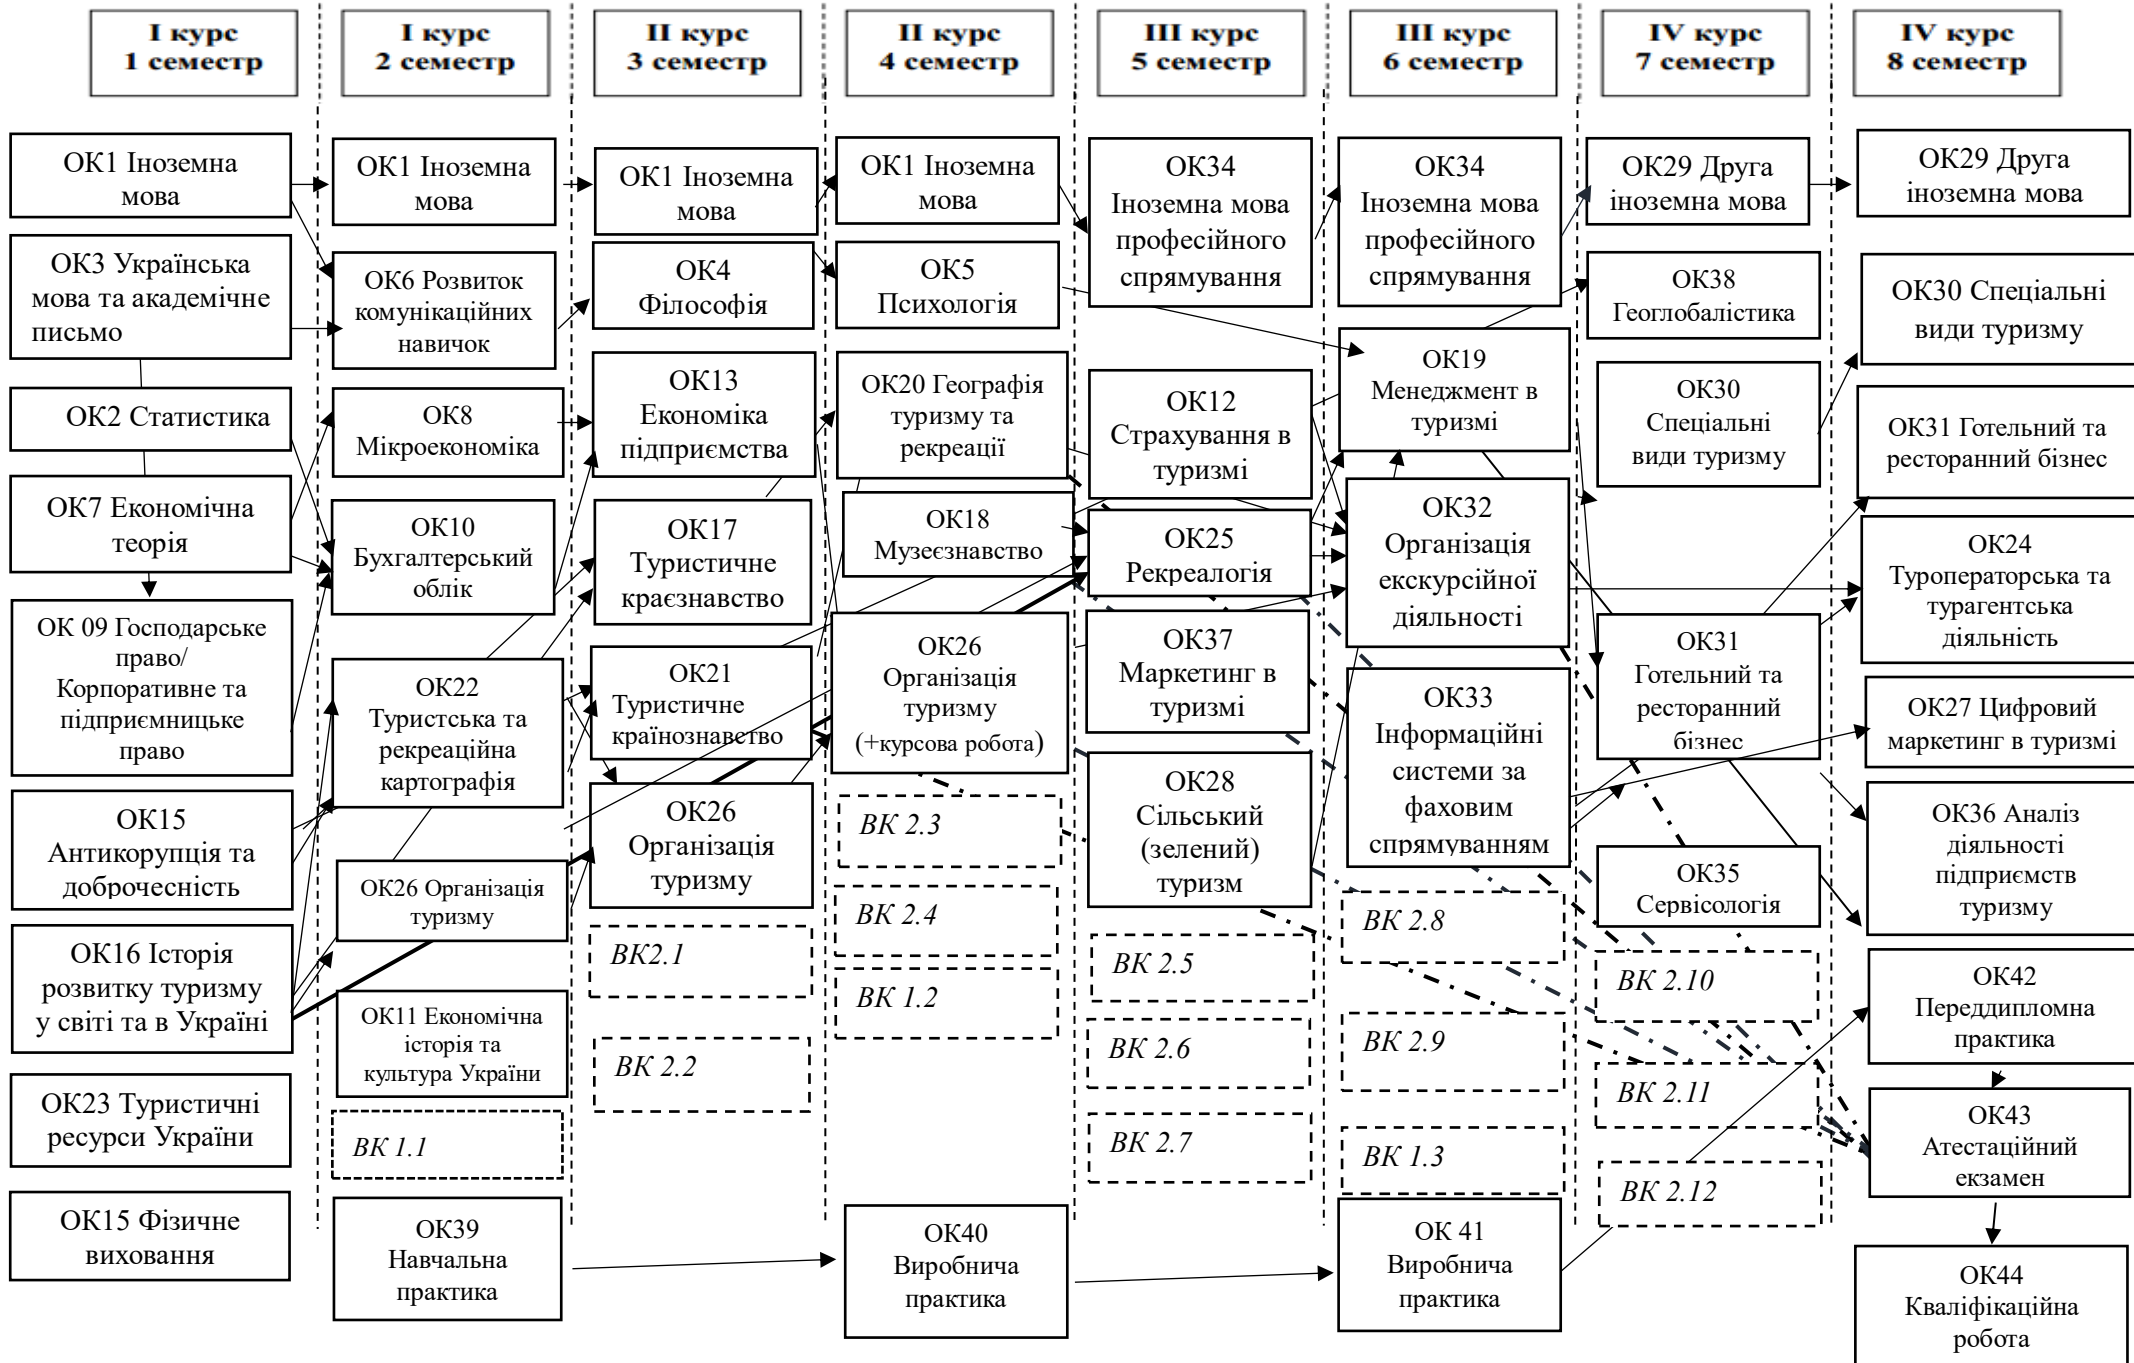 І курс
1 семестр
І курс
2 семестр
ІІ курс
3 семестр
ІІ курс
4 семестр
ІІІ курс
5 семестр
ІІІ курс
6 семестр
IV курс
7 семестр
IV курс
8 семестр
ОК1 Іноземна
мова
ОК3 Українська
мова та академічне
письмо
ОК2 Статистика
ОК7 Економічна
теорія
ОК 09 Господарське
право/
Корпоративне та
підприємницьке
право
ОК15
Антикорупція та
доброчесність
ОК16 Історія
розвитку туризму
у світі та в Україні
ОК23 Туристичні
ресурси України
ОК15 Фізичне
виховання
ОК1 Іноземна
мова
ОК6 Розвиток
комунікаційних
навичок
ОК8
Мікроекономіка
ОК10
Бухгалтерський
облік
ОК22
Туристська та
рекреаційна
картографія
ОК26 Організація
туризму
ОК11 Економічна
історія та
культура України
ВК 1.1
ОК39
Навчальна
практика
ОК1 Іноземна
мова
ОК4
Філософія
ОК13
Економіка
підприємства
ОК17
Туристичне
краєзнавство
ОК21
Туристичне
країнознавство
ОК26
Організація
туризму
ВК2.1
ВК 2.2
ОК1 Іноземна
мова
ОК5
Психологія
ОК20 Географія
туризму та
рекреації
ОК18
Музеєзнавство
ОК26
Організація
туризму
(+курсова робота)
ВК 2.3
ВК 2.4
ВК 1.2
ОК40
Виробнича
практика
ОК34
Іноземна мова
професійного
спрямування
ОК12
Страхування в
туризмі
ОК25
Рекреалогія
ОК37
Маркетинг в
туризмі
ОК28
Сільський
(зелений)
туризм
ВК 2.5
ВК 2.6
ВК 2.7
ОК34
Іноземна мова
професійного
спрямування
ОК19
Менеджмент в
туризмі
ОК32
Організація
екскурсійної
діяльності
ОК33
Інформаційні
системи за
фаховим
спрямуванням
ВК 2.8
ВК 2.9
ВК 1.3
ОК 41
Виробнича
практика
ОК29 Друга
іноземна мова
ОК38
Геоглобалістика
ОК30
Спеціальні
види туризму
ОК31
Готельний та
ресторанний
бізнес
ОК35
Сервісологія
ВК 2.10
ВК 2.11
ВК 2.12
ОК29 Друга
іноземна мова
ОК30 Спеціальні
види туризму
ОК31 Готельний та
ресторанний бізнес
ОК24
Туроператорська та
турагентська
діяльність
ОК27 Цифровий
маркетинг в туризмі
ОК36 Аналіз
діяльності
підприємств
туризму
ОК42
Переддипломна
практика
ОК43
Атестаційний
екзамен
ОК44
Кваліфікаційна
робота